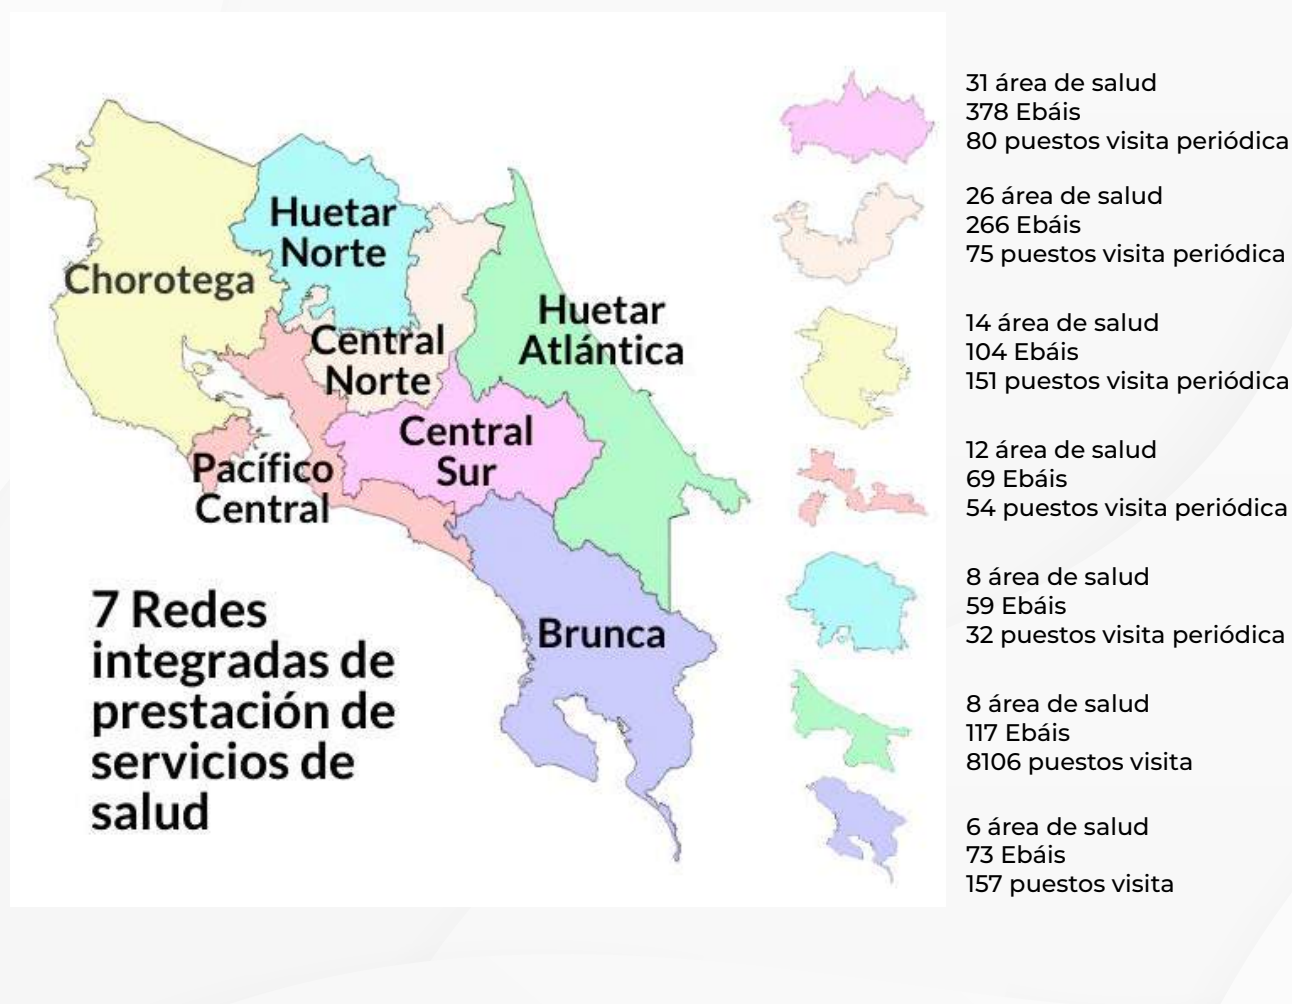 Huetar
Norte
Chorotega
Huetar
Atlántica
Central
Norte
Central
Sur
Pacífico
Central
Brunca
7 Redes
integradas de
prestación de
servicios de
salud
31 área de salud
378 Ebáis
80 puestos visita periódica
26 área de salud
266 Ebáis
75 puestos visita periódica
14 área de salud
104 Ebáis
151 puestos visita periódica
12 área de salud
69 Ebáis
54 puestos visita periódica
8 área de salud
59 Ebáis
32 puestos visita periódica
8 área de salud
117 Ebáis
8106 puestos visita
6 área de salud
73 Ebáis
157 puestos visita